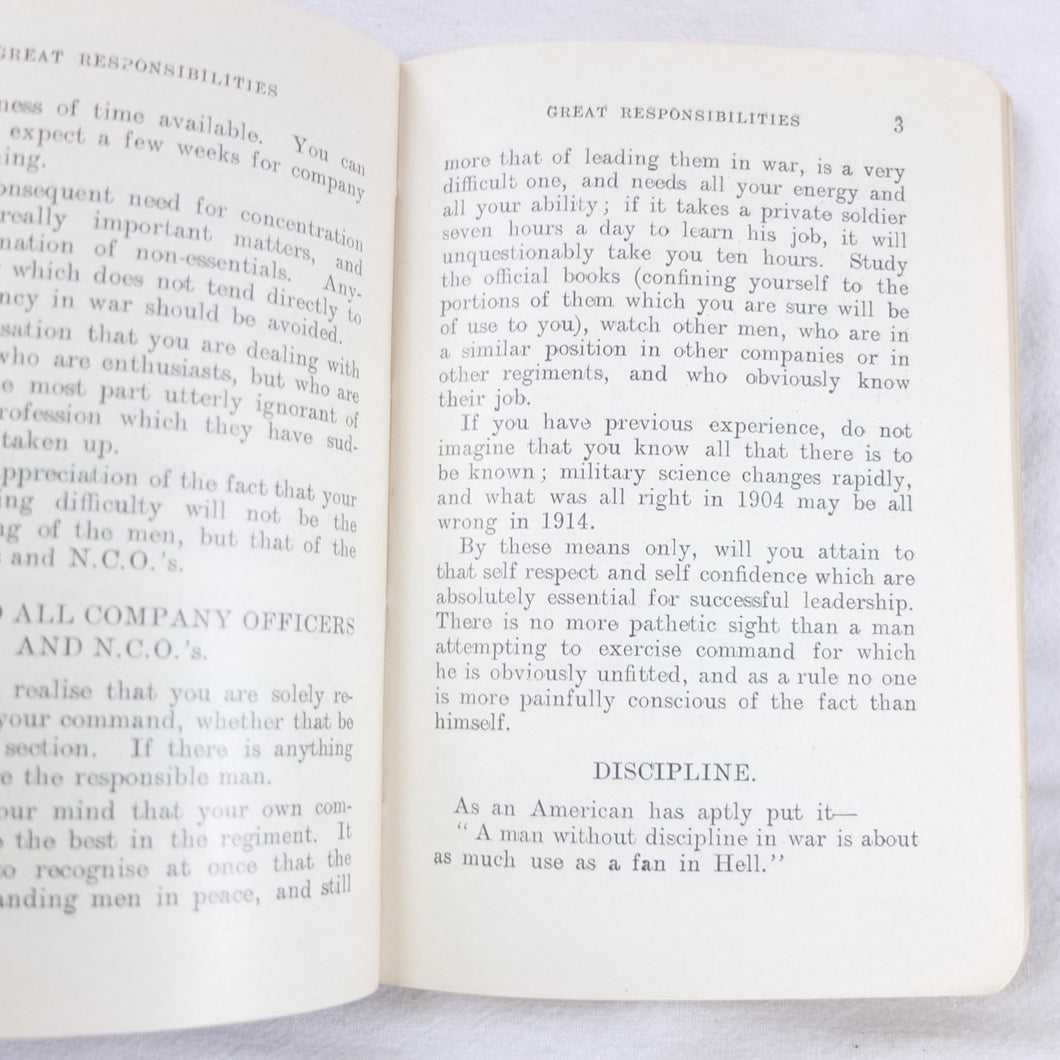 GREAT RESPONSIBILITIES
ness of time available. You can
expect a few weeks for company
ing.
onsequent need for concentration
really important matters, and
nation of non-essentials. Any-
which does not tend directly to
ncy in war should be avoided.
sation that you are dealing with
who are enthusiasts, but who are
e most part utterly ignorant of
rofession which they have sud-
taken up.
ppreciation of the fact that your
ing difficulty will not be the
ng of the men, but that of the
s and N.C.O.'s.
O ALL COMPANY OFFICERS
AND N.C.O.'s.
realise that you are solely re-
your command, whether that be
section. If there is anything
e the responsible man.
our mind that your own com-
the best in the regiment. It
to recognise at once that the
anding men in peace, and still
GREAT RESPONSIBILITIES 3
more that of leading them in war, is a very
difficult one, and needs all your energy and
all your ability; if it takes a private soldier
seven hours a day to learn his job, it will
unquestionably take you ten hours. Study
the official books (confining yourself to the
portions of them which you are sure will be
of use to you), watch other men, who are in
a similar position in other companies or in
other regiments, and who obviously know
their job.
If you have previous experience, do not
imagine that you know all that there is to
be known; military science changes rapidly,
and what was all right in 1904 may be all
wrong in 1914.
By these means only, will you attain to
that self respect and self confidence which are
absolutely essential for successful leadership.
There is no more pathetic sight than a man
attempting to exercise command for which
he is obviously unfitted, and as a rule no one
is more painfully conscious of the fact than
himself.
DISCIPLINE.
As an American has aptly put it—
"A man without discipline in war is about
as much use as a fan in Hell."